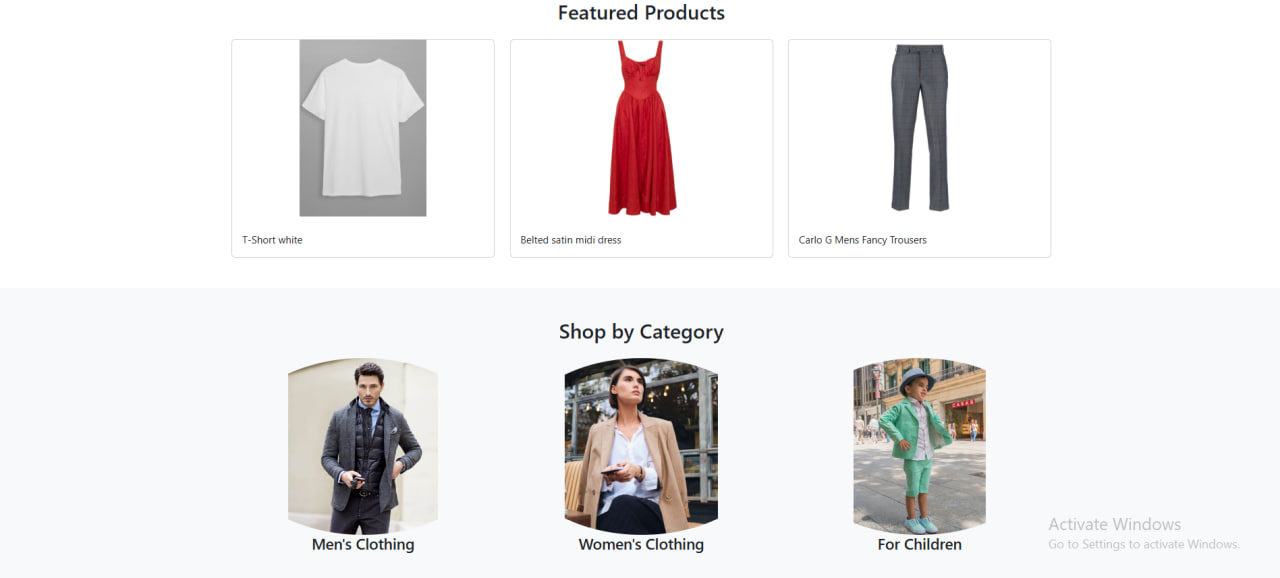 Featured Products
T-Short white
Belted satin midi dress
Carlo G Mens Fancy Trousers
Shop by Category
Men's Clothing
Women's Clothing
For Children
Activate Windows
Go to Settings to activate Windows.